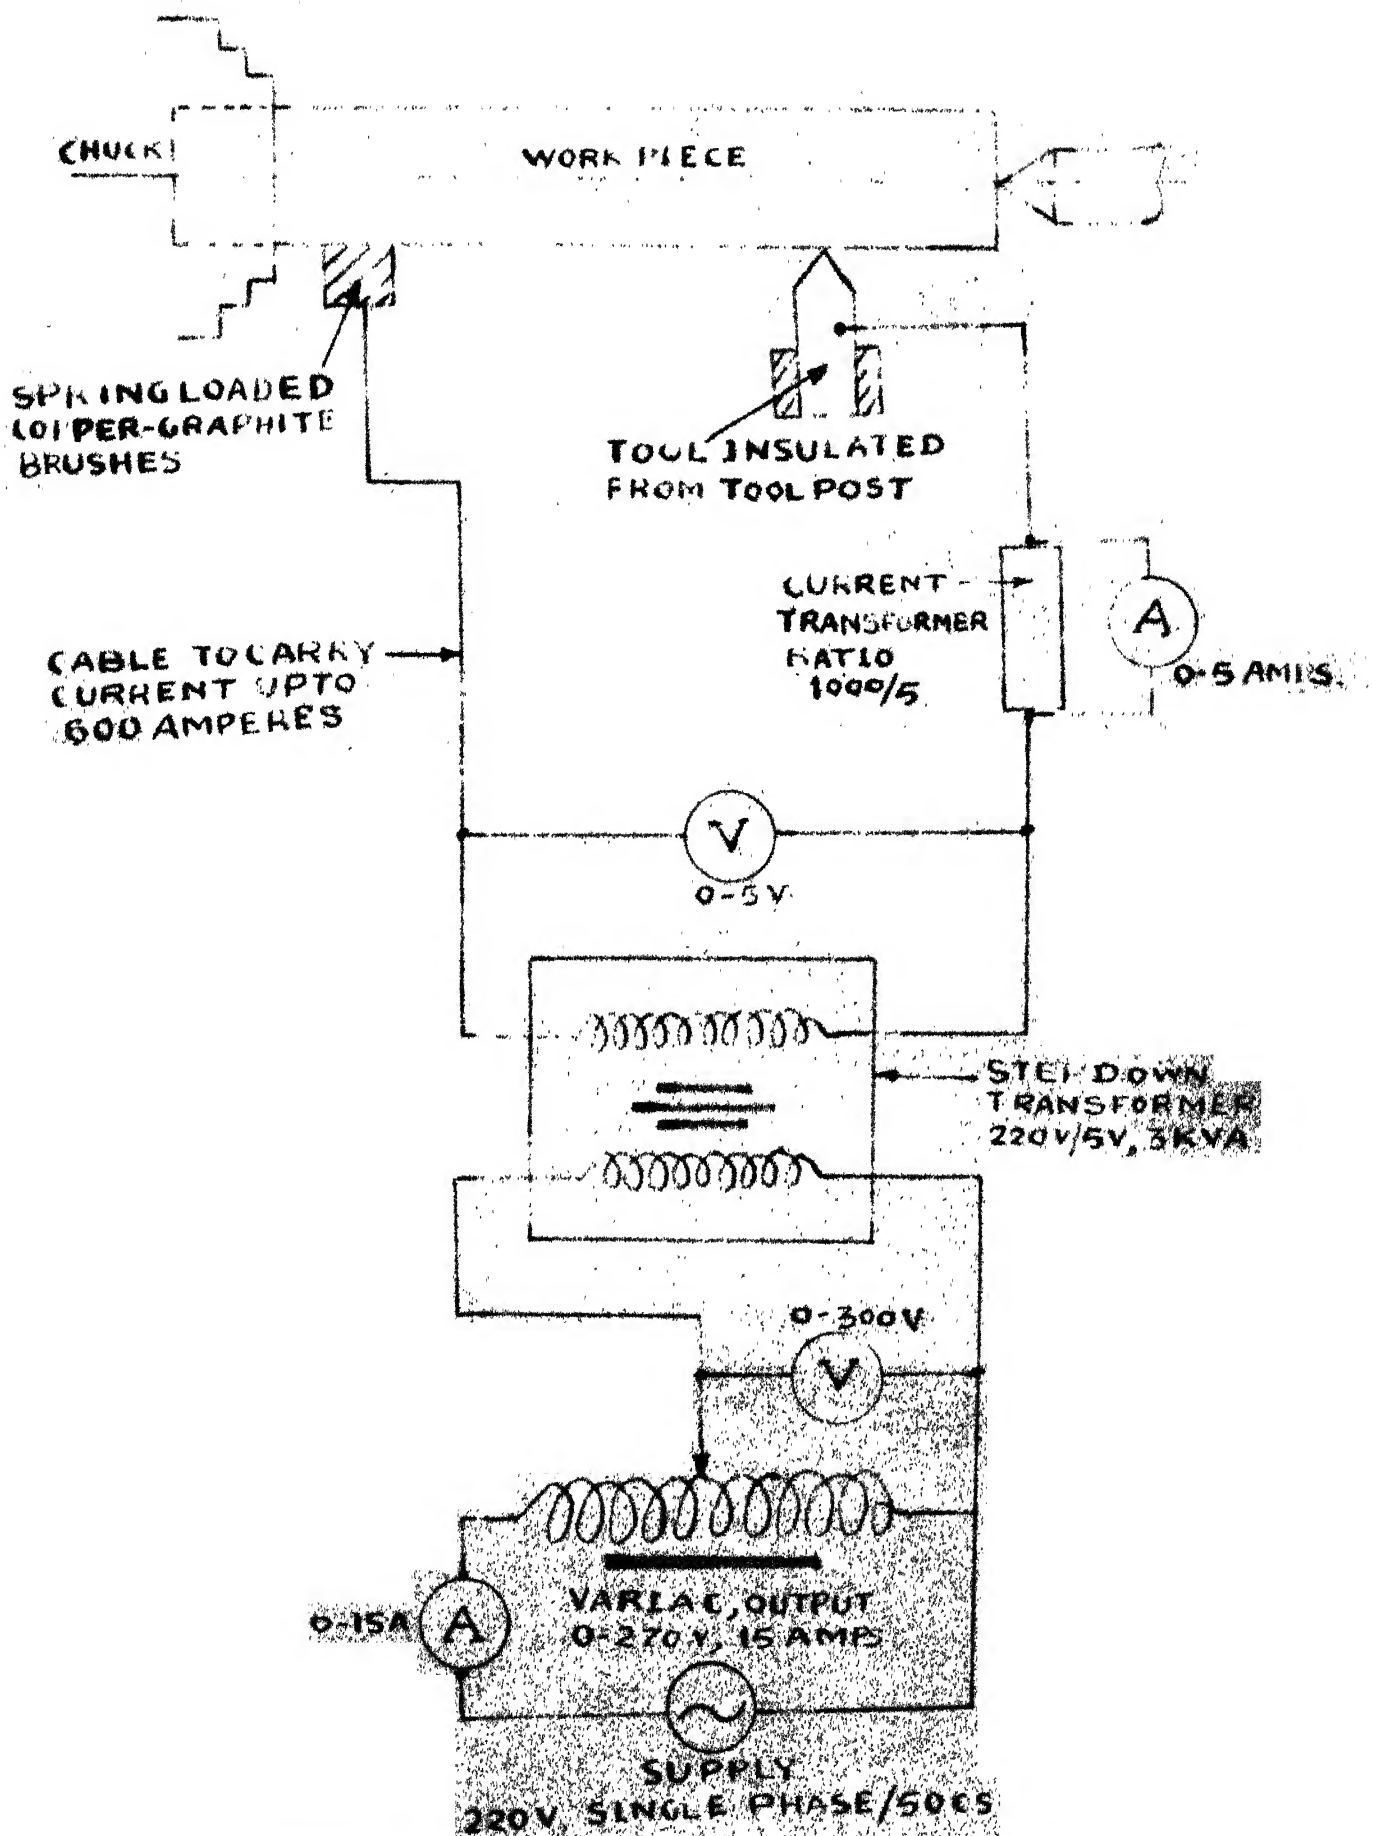 CHUCK
WORK PIECE
SPRING LOADED
COPPER-GRAPHITE
BRUSHES
TOOL INSULATED
FROM TOOL POST
CURRENT
TRANSFORMER
RATIO
1000/5
A
0-5 AMPS.
CABLE TO CARRY
CURRENT UPTO
600 AMPERES
V
0-5V
STEP DOWN
TRANSFORMER
220V/5V, 3KVA
0-300V
V
0-15A
A
VARIAC, OUTPUT
0-270V, 15 AMPS
SUPPLY
220V SINGLE PHASE/50CS